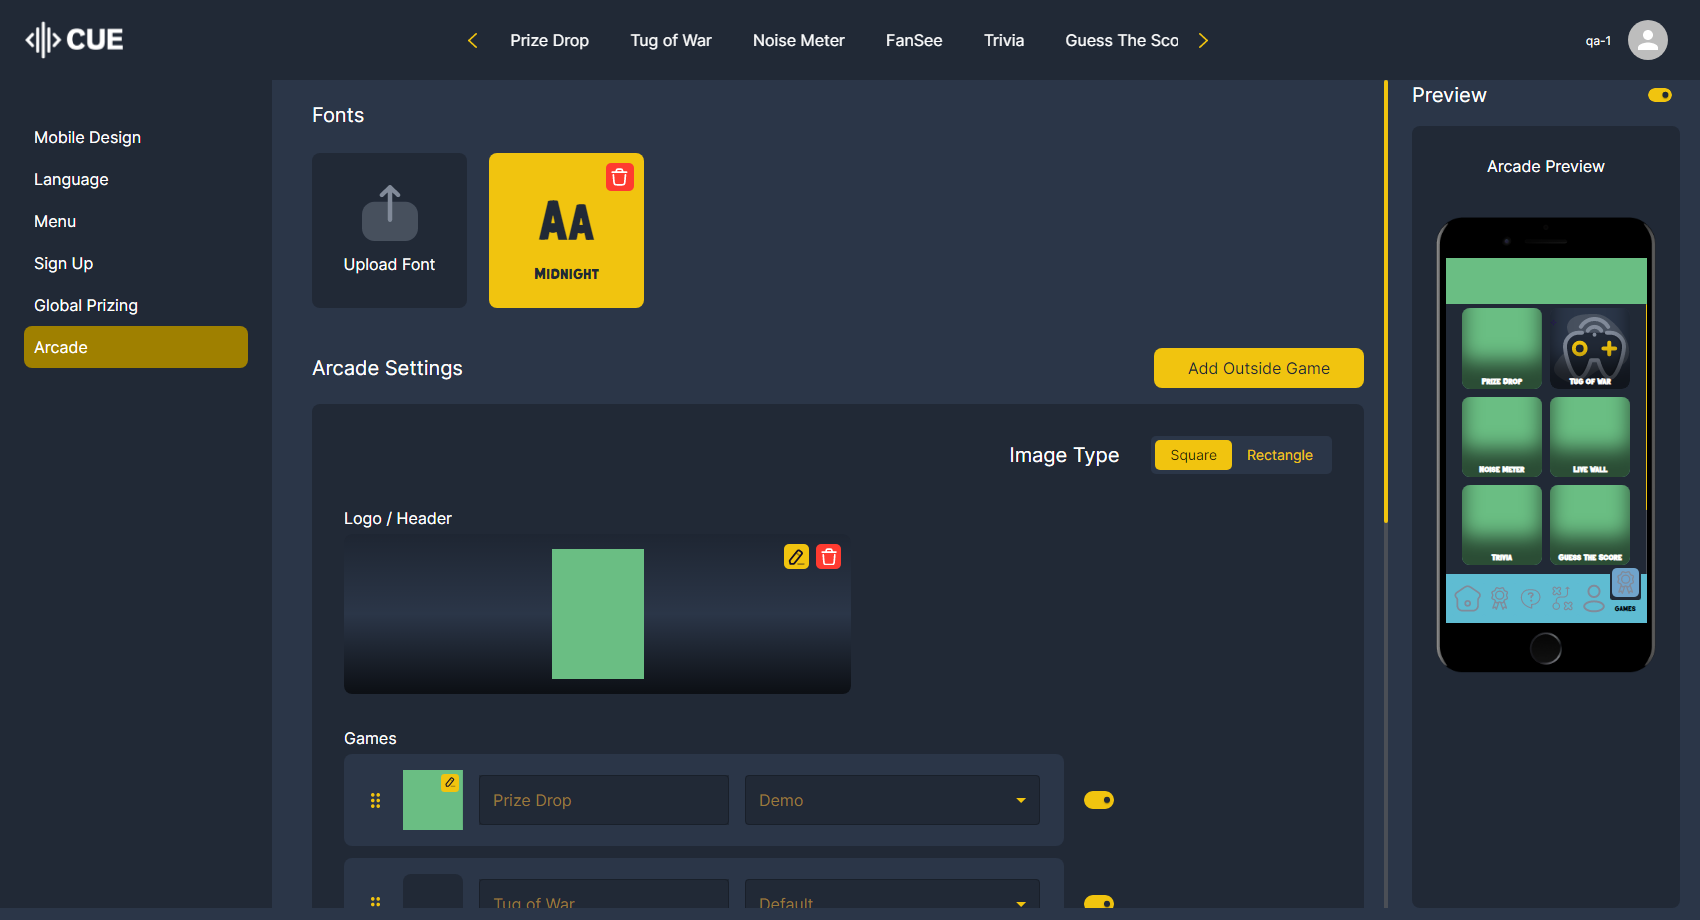 CUE
Prize Drop
Tug of War
Noise Meter
FanSee
Trivia
Guess The Sco
qa-1
Mobile Design
Language
Menu
Sign Up
Global Prizing
Arcade
Fonts
Upload Font
AA
MIDNIGHT
Arcade Settings
Add Outside Game
Image Type
Square
Rectangle
Logo / Header
Games
Prize Drop
Demo
Tug of War
Default
Preview
Arcade Preview
PRIZE DROP
TUG OF WAR
NOISE METER
LIVE WALL
TRIVIA
GUESS THE SCORE
GAMES